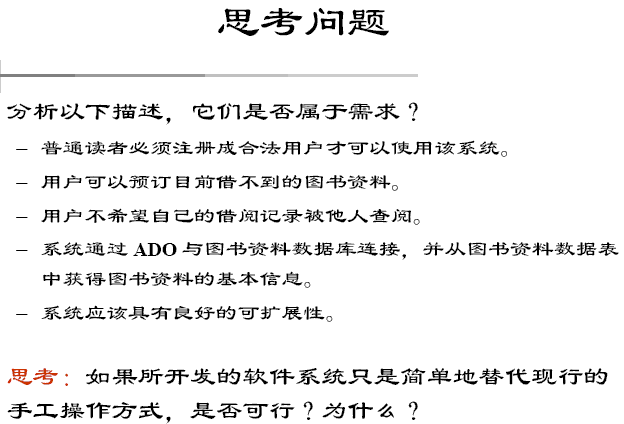 思考问题
分析以下描述，它们是否属于需求？
– 普通读者必须注册成合法用户才可以使用该系统。
– 用户可以预订目前借不到的图书资料。
– 用户不希望自己的借阅记录被他人查阅。
– 系统通过 ADO 与图书资料数据库连接，并从图书资料数据表
中获得图书资料的基本信息。
– 系统应该具有良好的可扩展性。
思考：如果所开发的软件系统只是简单地替代现行的
手工操作方式，是否可行？为什么？